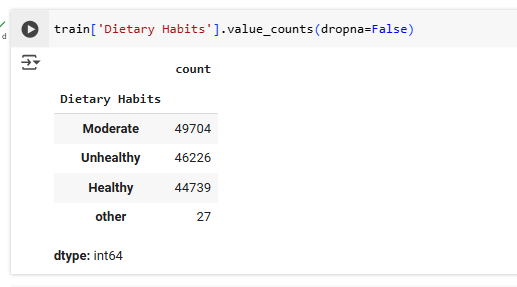 train['Dietary Habits'].value_counts(dropna=False)
d
count
Dietary Habits
Moderate 49704
Unhealthy 46226
Healthy 44739
other 27
dtype: int64